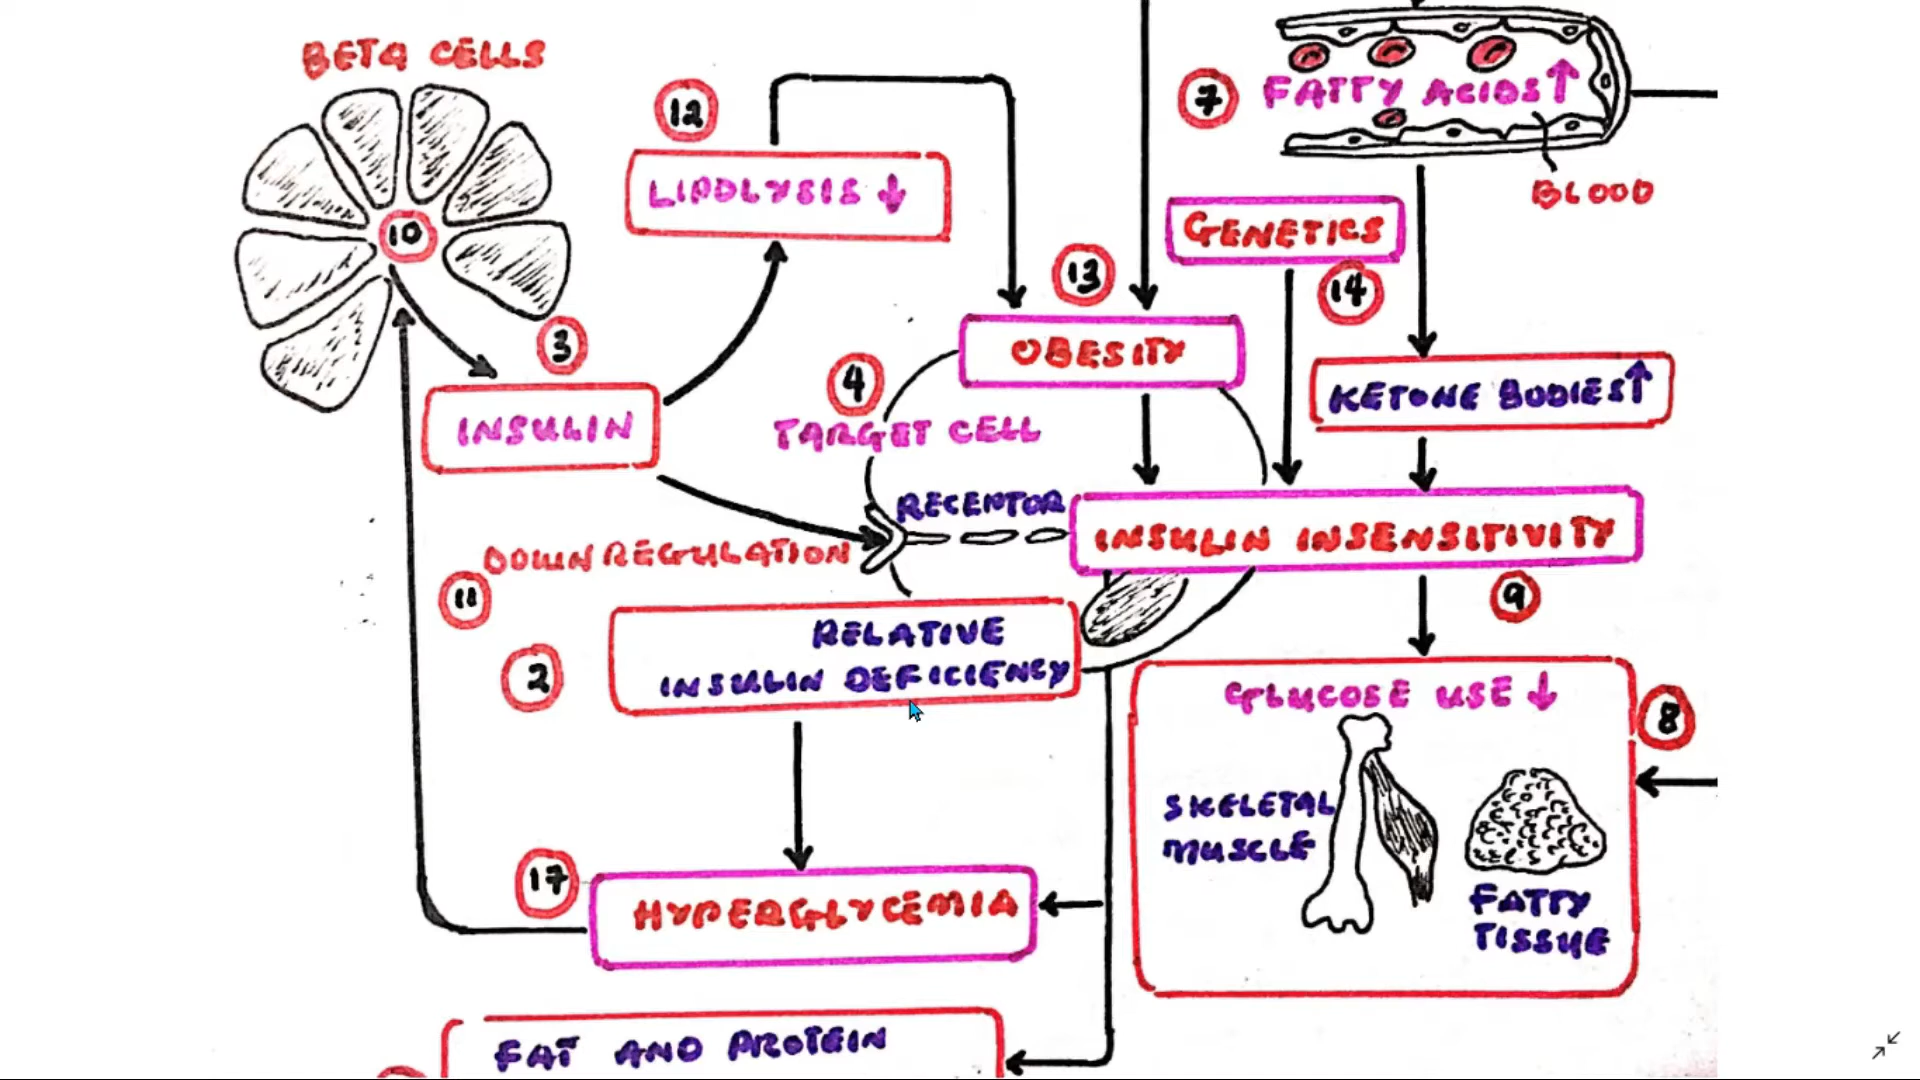 BETA CELLS
12
7
FATTY ACIDS↑
LIPOLYSIS ↓
BLOOD
10
GENETICS
13
14
3
OBESITY
4
KETONE BODIES↑
INSULIN
TARGET CELL
RECEPTOR
INSULIN INSENSITIVITY
DOWNREGULATION
11
9
RELATIVE
INSULIN DEFICIENCY
2
GLUCOSE USE ↓
8
SKELETAL
MUSCLE
17
HYPERGLYCEMIA
FATTY
TISSUE
FAT AND PROTEIN